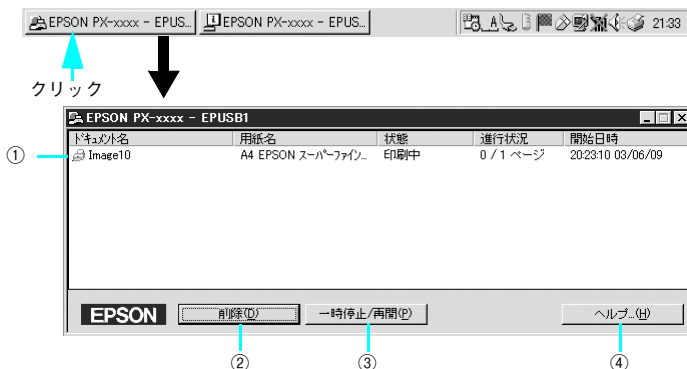 EPSON PX-xxxx - EPUS... EPSON PX-xxxx - EPUS... 21:33
クリック
EPSON PX-xxxx - EPUSB1
ドキュメント名 用紙名 状態 進行状況 開始日時
① Image10 A4 EPSON スーパーファイン... 印刷中 0 / 1 ページ 20:23:10 03/06/09
EPSON 削除(D) 一時停止/再開(P) ヘルプ...(H)
② ③ ④